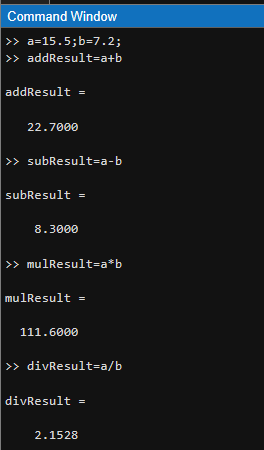 Command Window
>> a=15.5;b=7.2;
>> addResult=a+b
addResult =
22.7000
>> subResult=a-b
subResult =
8.3000
>> mulResult=a*b
mulResult =
111.6000
>> divResult=a/b
divResult =
2.1528